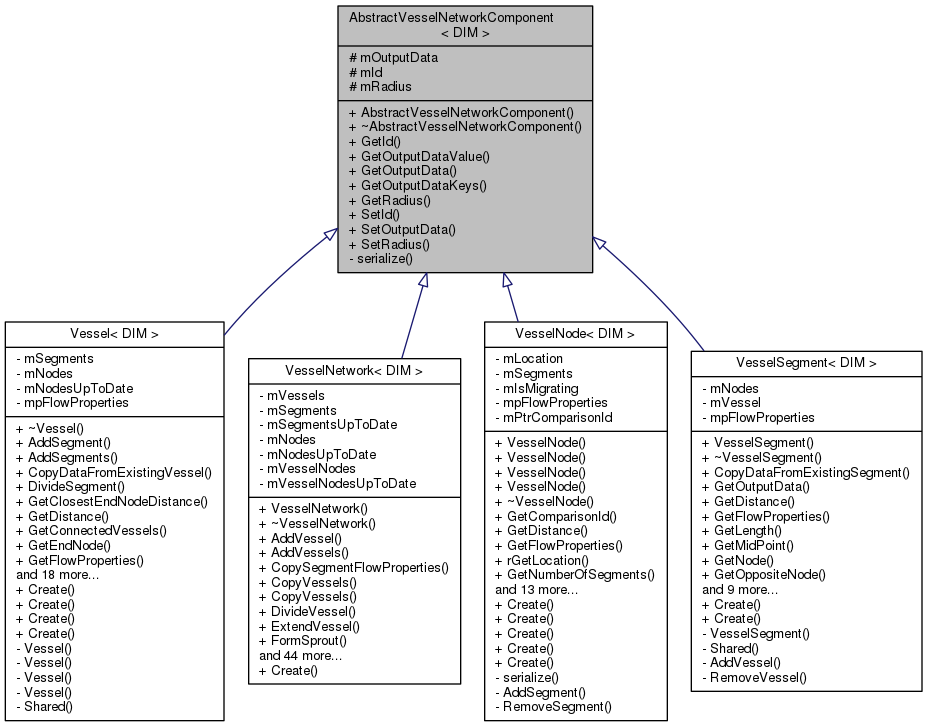 AbstractVesselNetworkComponent
< DIM >
# mOutputData
# mId
# mRadius
+ AbstractVesselNetworkComponent()
+ ~AbstractVesselNetworkComponent()
+ GetId()
+ GetOutputDataValue()
+ GetOutputData()
+ GetOutputDataKeys()
+ GetRadius()
+ SetId()
+ SetOutputData()
+ SetRadius()
- serialize()
Vessel< DIM >
- mSegments
- mNodes
- mNodesUpToDate
- mpFlowProperties
+ ~Vessel()
+ AddSegment()
+ AddSegments()
+ CopyDataFromExistingVessel()
+ DivideSegment()
+ GetClosestEndNodeDistance()
+ GetDistance()
+ GetConnectedVessels()
+ GetEndNode()
+ GetFlowProperties()
and 18 more...
+ Create()
+ Create()
+ Create()
+ Create()
- Vessel()
- Vessel()
- Vessel()
- Vessel()
- Shared()
VesselNetwork< DIM >
- mVessels
- mSegments
- mSegmentsUpToDate
- mNodes
- mNodesUpToDate
- mVesselNodes
- mVesselNodesUpToDate
+ VesselNetwork()
+ ~VesselNetwork()
+ AddVessel()
+ AddVessels()
+ CopySegmentFlowProperties()
+ CopyVessels()
+ CopyVessels()
+ DivideVessel()
+ ExtendVessel()
+ FormSprout()
and 44 more...
+ Create()
VesselNode< DIM >
- mLocation
- mSegments
- mIsMigrating
- mpFlowProperties
- mPtrComparisonId
+ VesselNode()
+ VesselNode()
+ VesselNode()
+ VesselNode()
+ ~VesselNode()
+ GetComparisonId()
+ GetDistance()
+ GetFlowProperties()
+ rGetLocation()
+ GetNumberOfSegments()
and 13 more...
+ Create()
+ Create()
+ Create()
+ Create()
+ Create()
- serialize()
- AddSegment()
- RemoveSegment()
VesselSegment< DIM >
- mNodes
- mVessel
- mpFlowProperties
+ VesselSegment()
+ ~VesselSegment()
+ CopyDataFromExistingSegment()
+ GetOutputData()
+ GetDistance()
+ GetFlowProperties()
+ GetLength()
+ GetMidPoint()
+ GetNode()
+ GetOppositeNode()
and 9 more...
+ Create()
+ Create()
- VesselSegment()
- Shared()
- AddVessel()
- RemoveVessel()